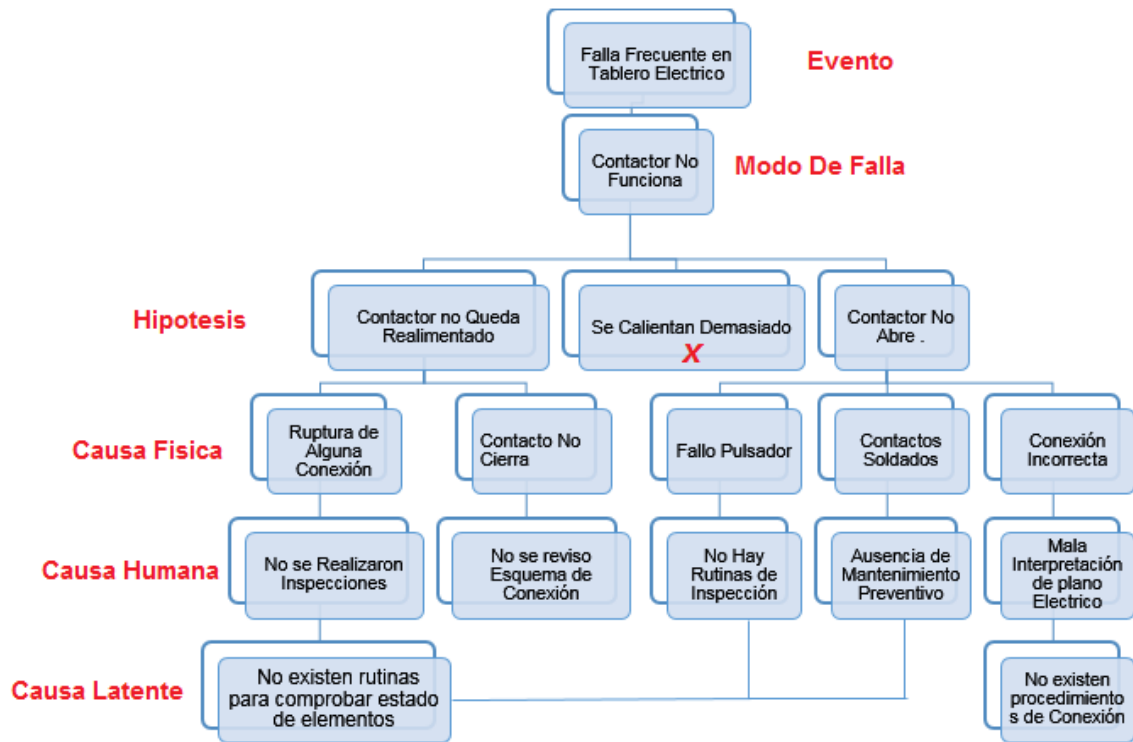 Falla Frecuente en
Tablero Electrico
Evento
Contactor No
Funciona
Modo De Falla
Hipotesis
Contactor no Queda
Realimentado
Se Calientan Demasiado
X
Contactor No
Abre .
Causa Fisica
Ruptura de
Alguna
Conexión
Contacto No
Cierra
Fallo Pulsador
Contactos
Soldados
Conexión
Incorrecta
Causa Humana
No se Realizaron
Inspecciones
No se reviso
Esquema de
Conexión
No Hay
Rutinas de
Inspección
Ausencia de
Mantenimiento
Preventivo
Mala
Interpretación
de plano
Electrico
Causa Latente
No existen rutinas
para comprobar estado
de elementos
No existen
procedimiento
s de Conexión